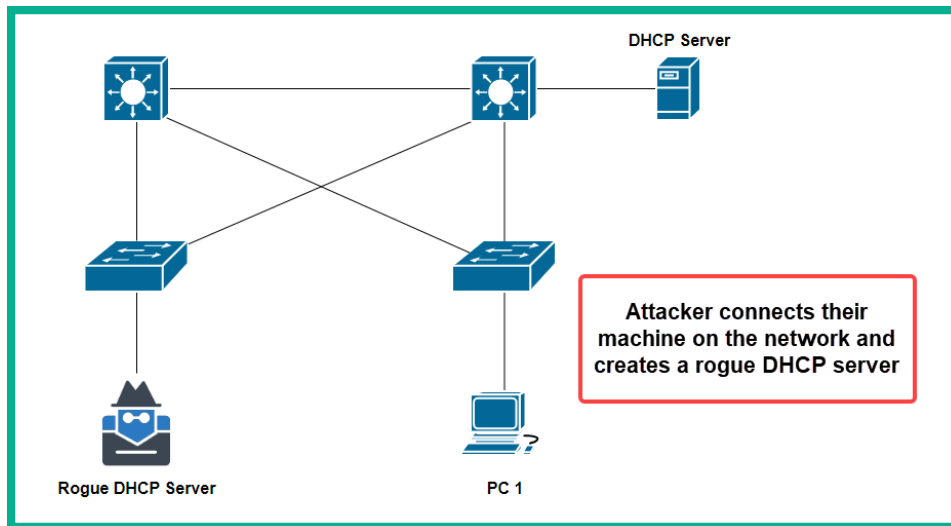 DHCP Server
Attacker connects their
machine on the network and
creates a rogue DHCP server
?
Rogue DHCP Server
PC 1